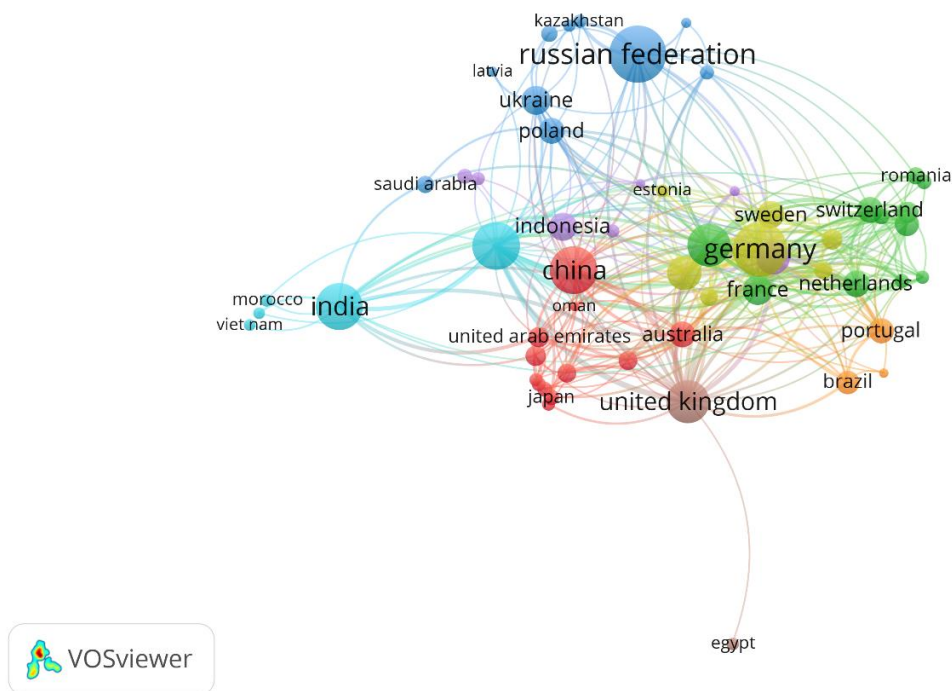 kazakhstan
russian federation
latvia
ukraine
poland
saudi arabia
estonia
romania
sweden
switzerland
indonesia
germany
china
france
netherlands
morocco
india
oman
viet nam
united arab emirates
australia
portugal
brazil
japan
united kingdom
egypt
VOSviewer